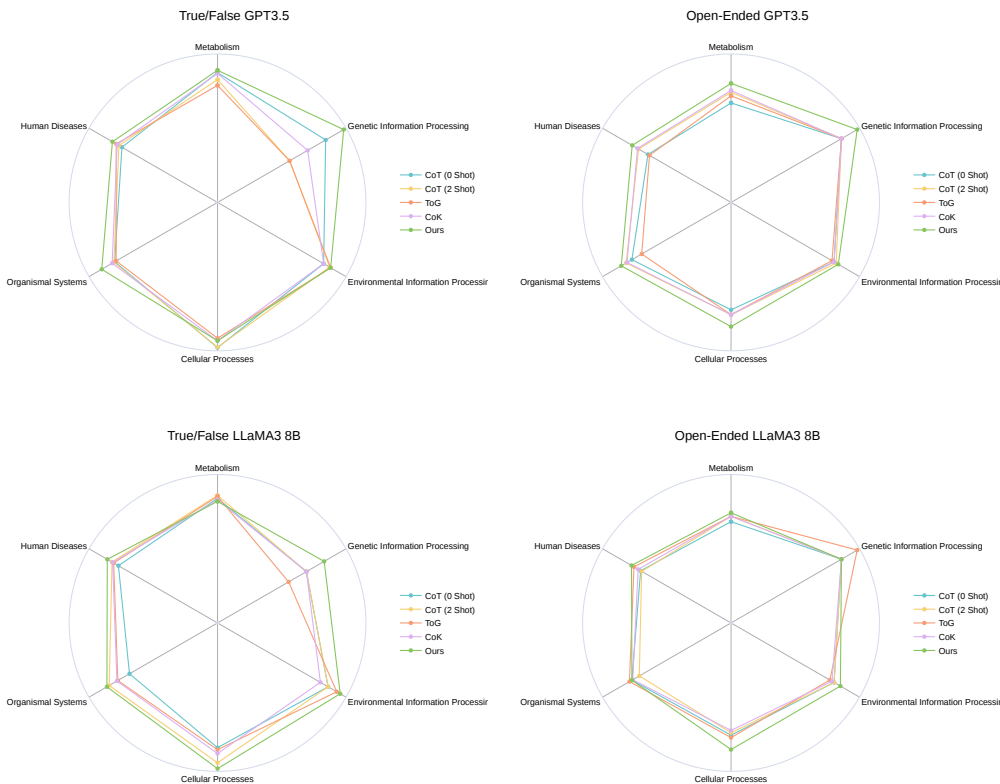 True/False GPT3.5
Metabolism
Human Diseases
Genetic Information Processing
Organismal Systems
Environmental Information Processin
Cellular Processes
CoT (0 Shot)
CoT (2 Shot)
ToG
CoK
Ours
Open-Ended GPT3.5
Metabolism
Human Diseases
Genetic Information Processing
Organismal Systems
Environmental Information Processin
Cellular Processes
CoT (0 Shot)
CoT (2 Shot)
ToG
CoK
Ours
True/False LLaMA3 8B
Metabolism
Human Diseases
Genetic Information Processing
Organismal Systems
Environmental Information Processin
Cellular Processes
CoT (0 Shot)
CoT (2 Shot)
ToG
CoK
Ours
Open-Ended LLaMA3 8B
Metabolism
Human Diseases
Genetic Information Processing
Organismal Systems
Environmental Information Processin
Cellular Processes
CoT (0 Shot)
CoT (2 Shot)
ToG
CoK
Ours